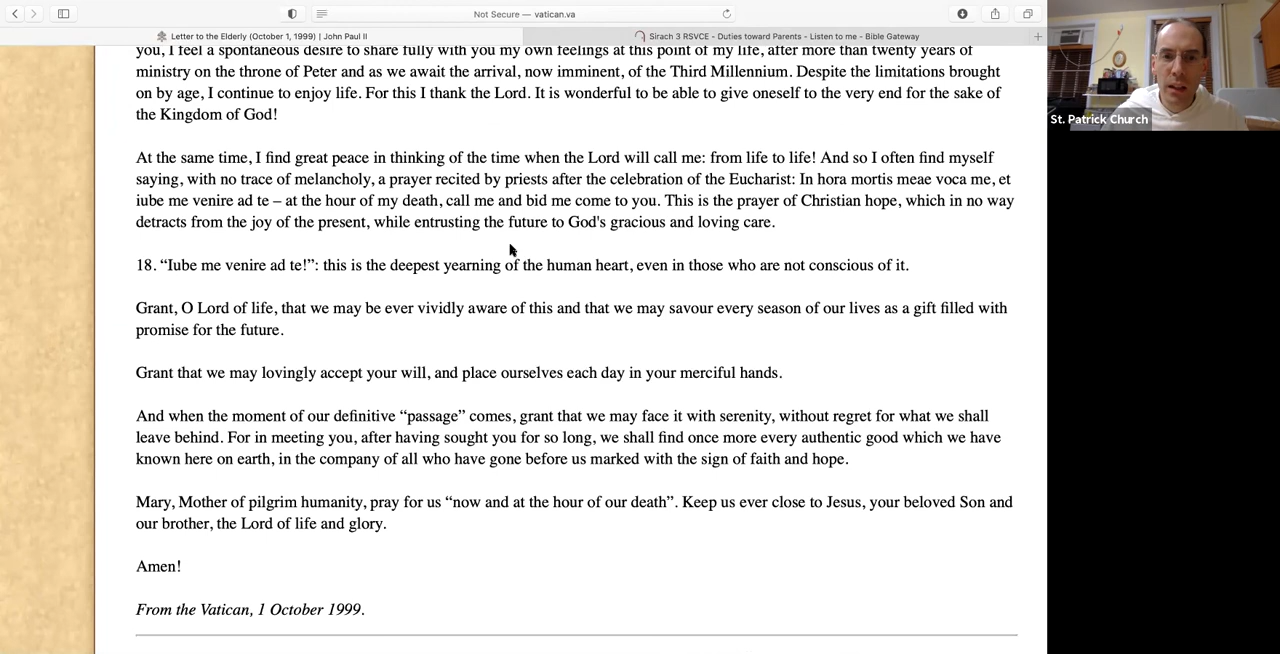 Not Secure — vatican.va
Letter to the Elderly (October 1, 1999) | John Paul II
Sirach 3 RSVCE - Duties toward Parents - Listen to me - Bible Gateway
you, I feel a spontaneous desire to share fully with you my own feelings at this point of my life, after more than twenty years of
ministry on the throne of Peter and as we await the arrival, now imminent, of the Third Millennium. Despite the limitations brought
on by age, I continue to enjoy life. For this I thank the Lord. It is wonderful to be able to give oneself to the very end for the sake of
the Kingdom of God!
At the same time, I find great peace in thinking of the time when the Lord will call me: from life to life! And so I often find myself
saying, with no trace of melancholy, a prayer recited by priests after the celebration of the Eucharist: In hora mortis meae voca me, et
iube me venire ad te – at the hour of my death, call me and bid me come to you. This is the prayer of Christian hope, which in no way
detracts from the joy of the present, while entrusting the future to God's gracious and loving care.
18. “Iube me venire ad te!”: this is the deepest yearning of the human heart, even in those who are not conscious of it.
Grant, O Lord of life, that we may be ever vividly aware of this and that we may savour every season of our lives as a gift filled with
promise for the future.
Grant that we may lovingly accept your will, and place ourselves each day in your merciful hands.
And when the moment of our definitive “passage” comes, grant that we may face it with serenity, without regret for what we shall
leave behind. For in meeting you, after having sought you for so long, we shall find once more every authentic good which we have
known here on earth, in the company of all who have gone before us marked with the sign of faith and hope.
Mary, Mother of pilgrim humanity, pray for us “now and at the hour of our death”. Keep us ever close to Jesus, your beloved Son and
our brother, the Lord of life and glory.
Amen!
From the Vatican, 1 October 1999.
St. Patrick Church